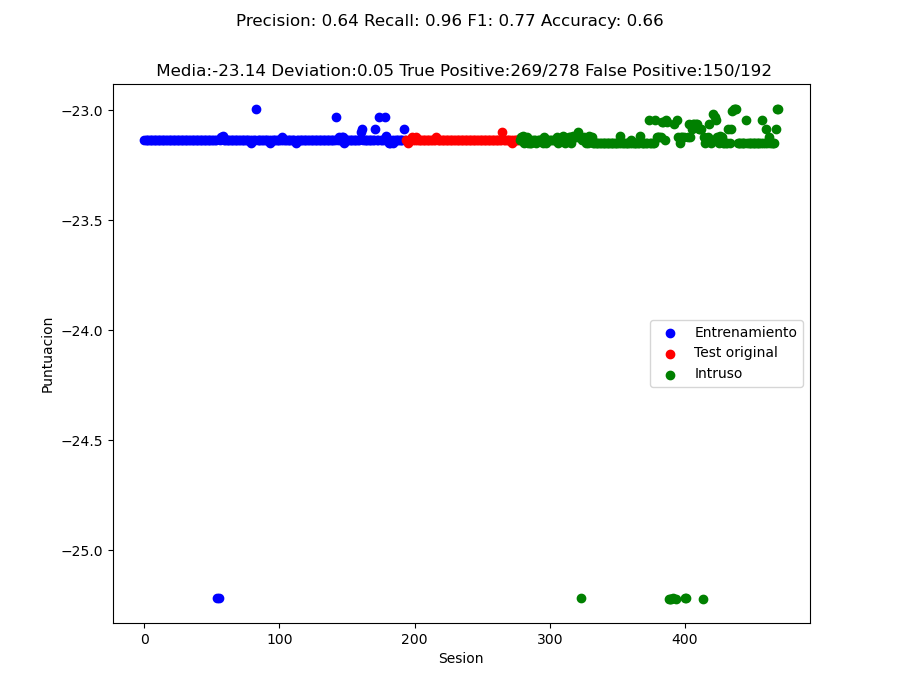 Precision: 0.64 Recall: 0.96 F1: 0.77 Accuracy: 0.66
Media:-23.14 Deviation:0.05 True Positive:269/278 False Positive:150/192
−23.0
−23.5
−24.0
−24.5
−25.0
Puntuacion
Entrenamiento
Test original
Intruso
0
100
200
300
400
Sesion